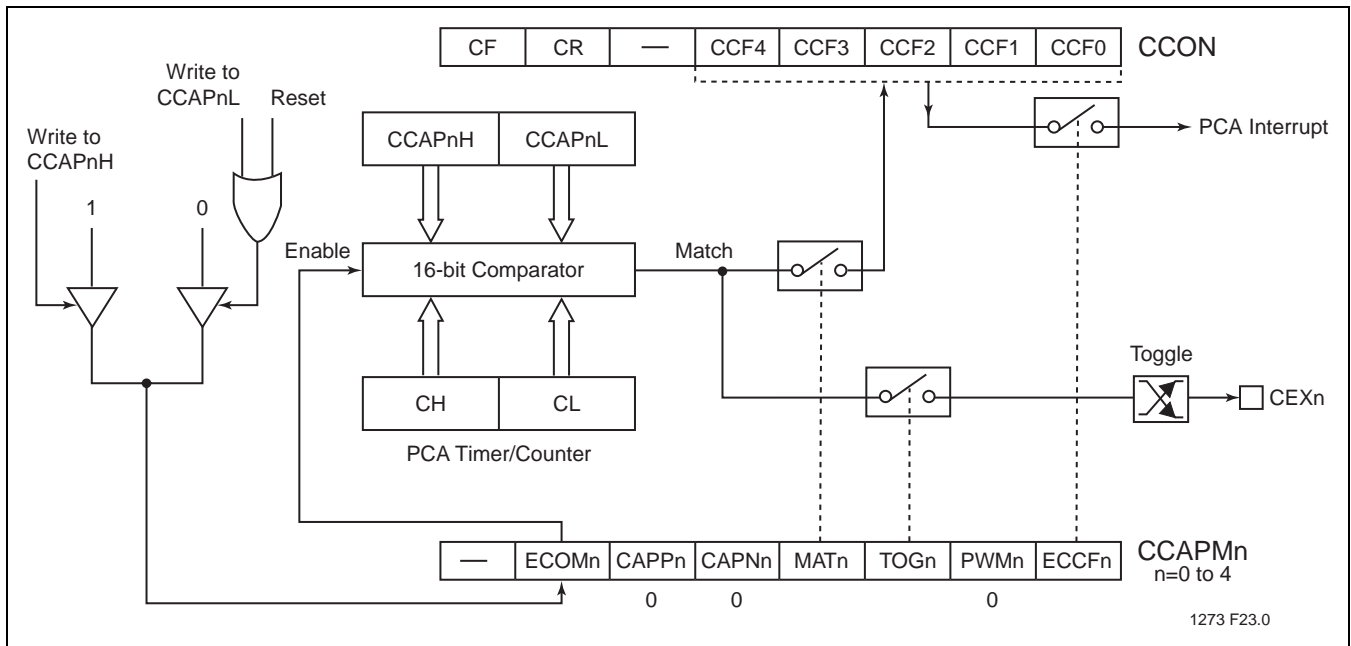 CF CR — CCF4 CCF3 CCF2 CCF1 CCF0 CCON
Write to
CCAPnL
Reset
Write to
CCAPnH
CCAPnH CCAPnL
PCA Interrupt
1 0
Enable
16-bit Comparator
Match
Toggle
CH CL
CEXn
PCA Timer/Counter
— ECOMn CAPPn CAPNn MATn TOGn PWMn ECCFn CCAPMn
n=0 to 4
0 0 0
1273 F23.0